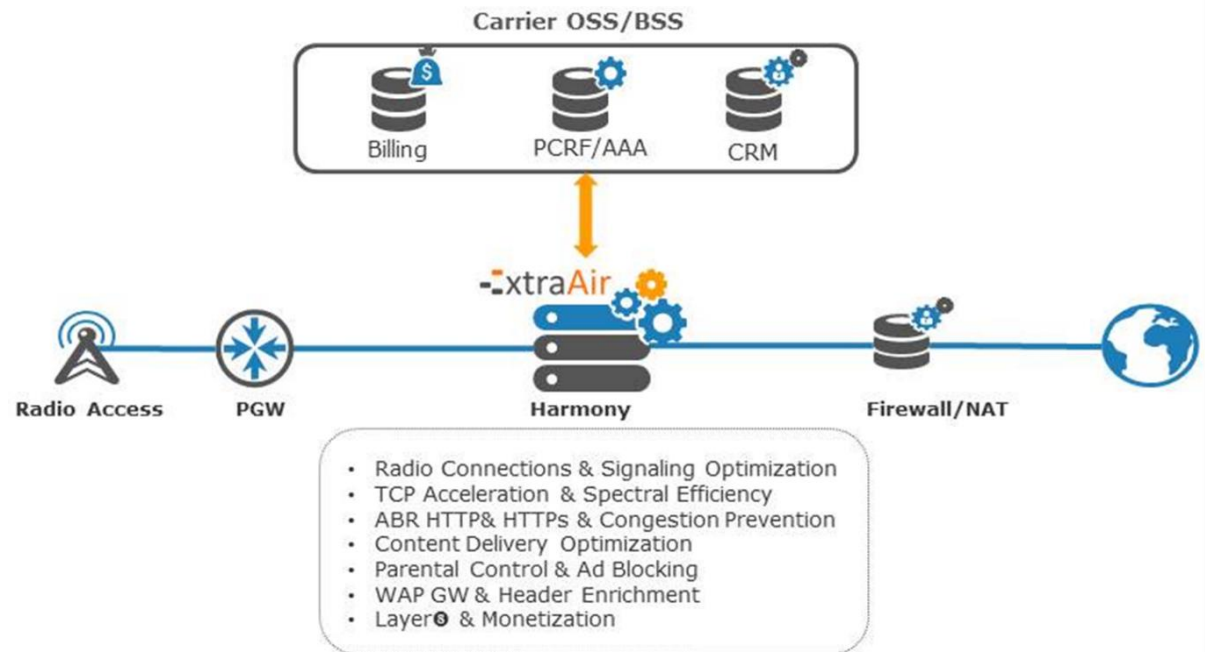 Carrier OSS/BSS
$
Billing
PCRF/AAA
CRM
ExtraAir
Radio Access
PGW
Harmony
Firewall/NAT
• Radio Connections & Signaling Optimization
• TCP Acceleration & Spectral Efficiency
• ABR HTTP& HTTPs & Congestion Prevention
• Content Delivery Optimization
• Parental Control & Ad Blocking
• WAP GW & Header Enrichment
• Layer❽ & Monetization